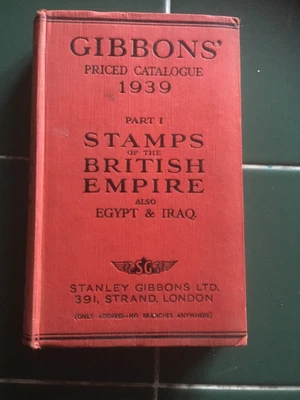 GIBBONS'
PRICED CATALOGUE
1939
PART I
STAMPS
OF THE
BRITISH
EMPIRE
ALSO
EGYPT & IRAQ.
SG
STANLEY GIBBONS LTD.
391, STRAND, LONDON
(ONLY ADDRESS—NO BRANCHES ANYWHERE)